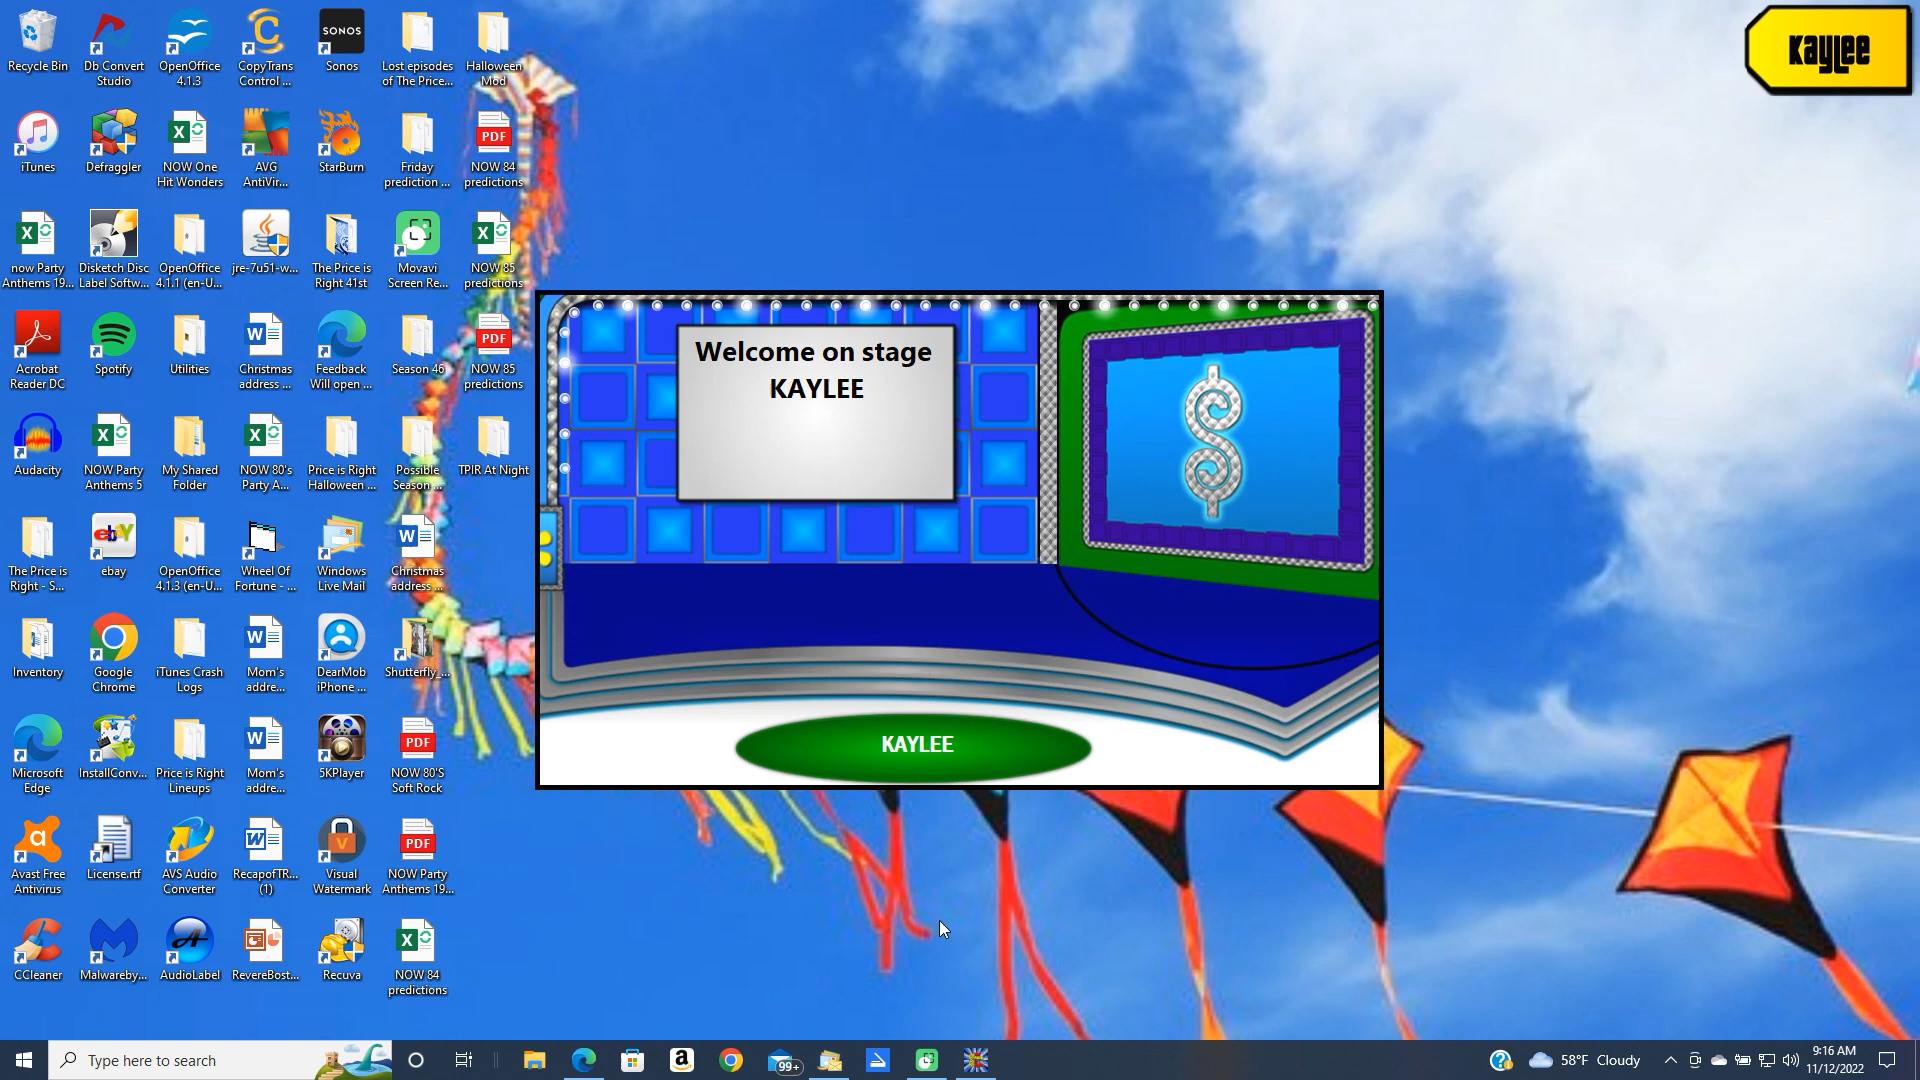 Recycle Bin
Db Convert
Studio
OpenOffice
4.1.3
CopyTrans
Control ...
SONOS
Sonos
Lost episodes
of The Price...
Halloween
Mod
KAYLEE
iTunes
Defraggler
NOW One
Hit Wonders
AVG
AntiVir...
StarBurn
Friday
prediction ...
PDF
NOW 84
predictions
now Party
Anthems 19...
Disketch Disc
Label Softw...
OpenOffice
4.1.1 (en-U...
jre-7u51-w...
The Price is
Right 41st
Movavi
Screen Re...
NOW 85
predictions
Acrobat
Reader DC
Spotify
Utilities
Christmas
address ...
Feedback
Will open ...
Season 46
PDF
NOW 85
predictions
Audacity
NOW Party
Anthems 5
My Shared
Folder
NOW 80's
Party A...
Price is Right
Halloween ...
Possible
Season ...
TPIR At Night
The Price is
Right - S...
ebay
ebay
OpenOffice
4.1.3 (en-U...
Wheel Of
Fortune - ...
Windows
Live Mail
Christmas
address ...
Inventory
Google
Chrome
iTunes Crash
Logs
Mom's
addre...
DearMob
iPhone ...
Shutterfly_...
Microsoft
Edge
InstallConv...
Price is Right
Lineups
Mom's
addre...
5KPlayer
PDF
NOW 80'S
Soft Rock
Avast Free
Antivirus
License.rtf
AVS Audio
Converter
RecapofTR...
(1)
Visual
Watermark
PDF
NOW Party
Anthems 19...
CCleaner
Malwareby...
AudioLabel
RevereBost...
Recuva
NOW 84
predictions
Welcome on stage
KAYLEE
KAYLEE
Type here to search
99+
58°F Cloudy
9:16 AM
11/12/2022